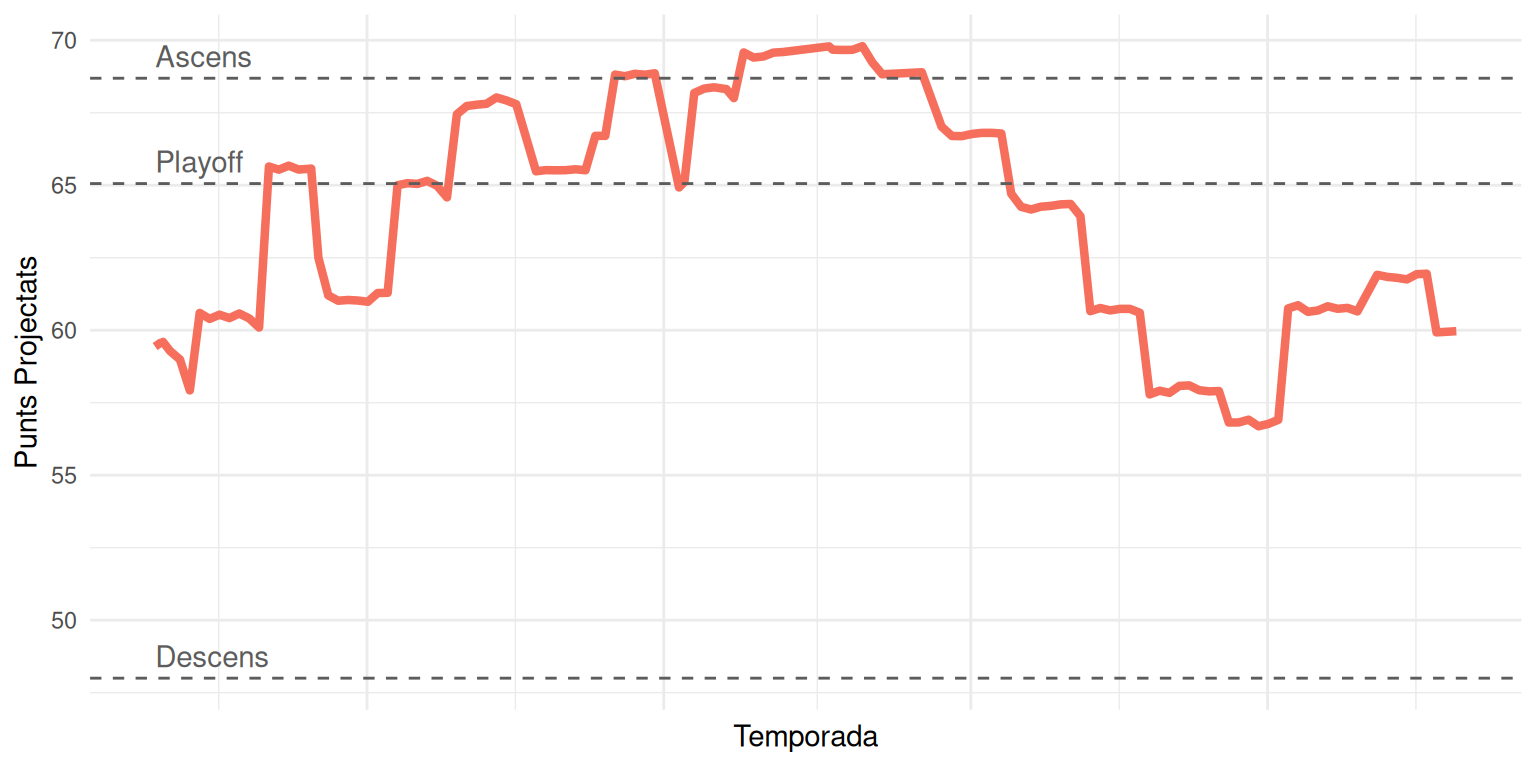 70
Ascens
Playoff
65
60
55
50
Descens
Punts Projectats
Temporada